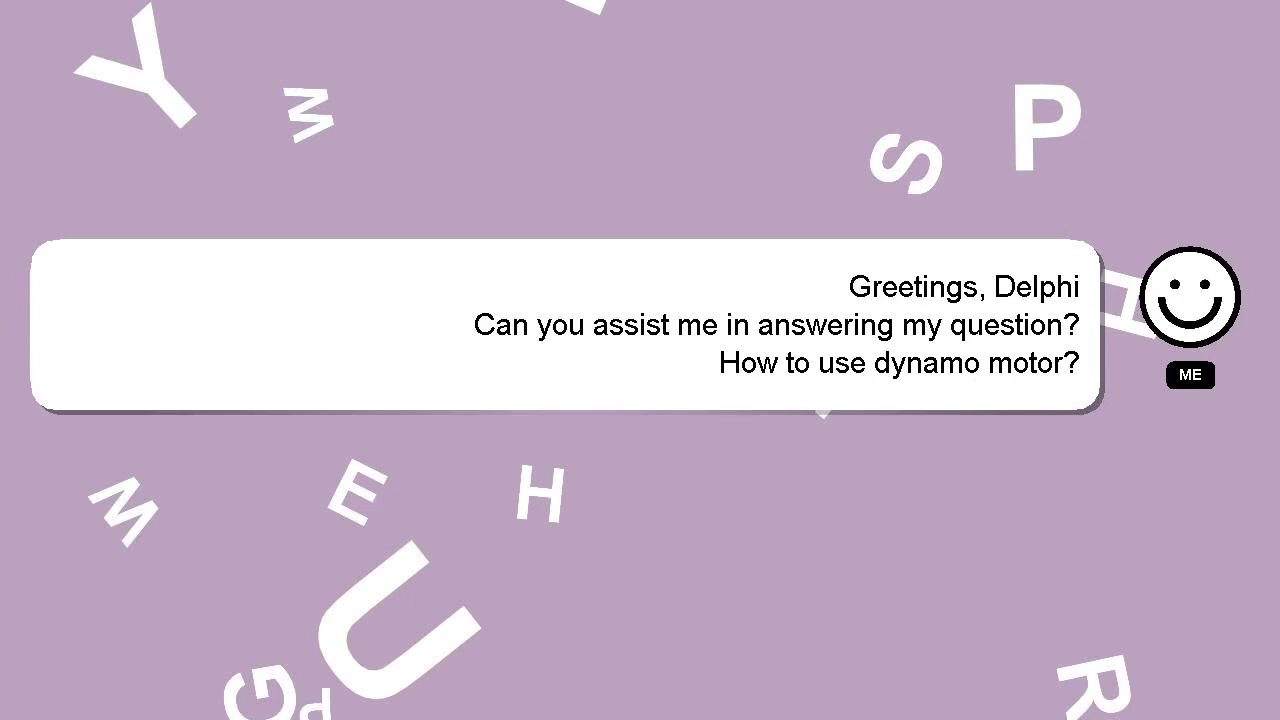 Y
W
S
P
Greetings, Delphi
Can you assist me in answering my question?
How to use dynamo motor?
H
ME
M
E
H
U
G
P
R